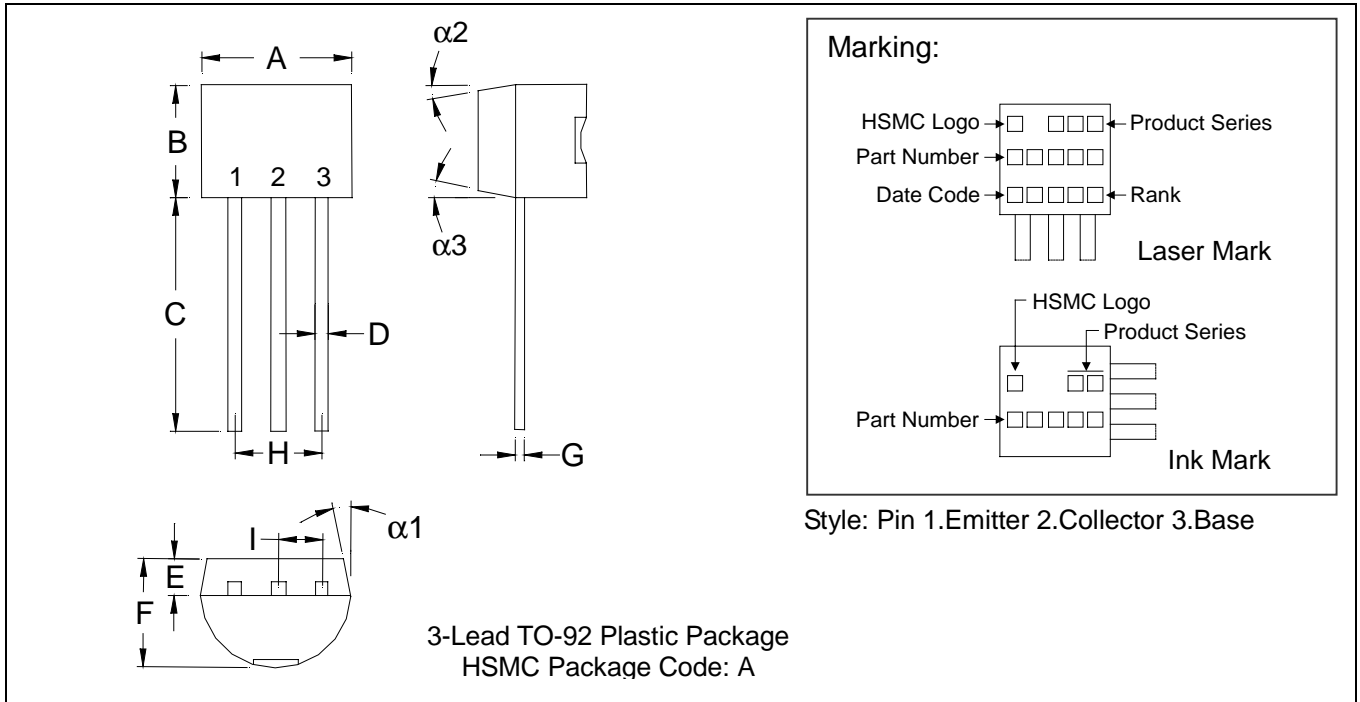 α2
A
B
1 2 3
α3
C
D
H
G
α1
I
E
F
3-Lead TO-92 Plastic Package
HSMC Package Code: A
Marking:
HSMC Logo
Product Series
Part Number
Date Code
Rank
Laser Mark
HSMC Logo
Product Series
Part Number
Ink Mark
Style: Pin 1.Emitter 2.Collector 3.Base